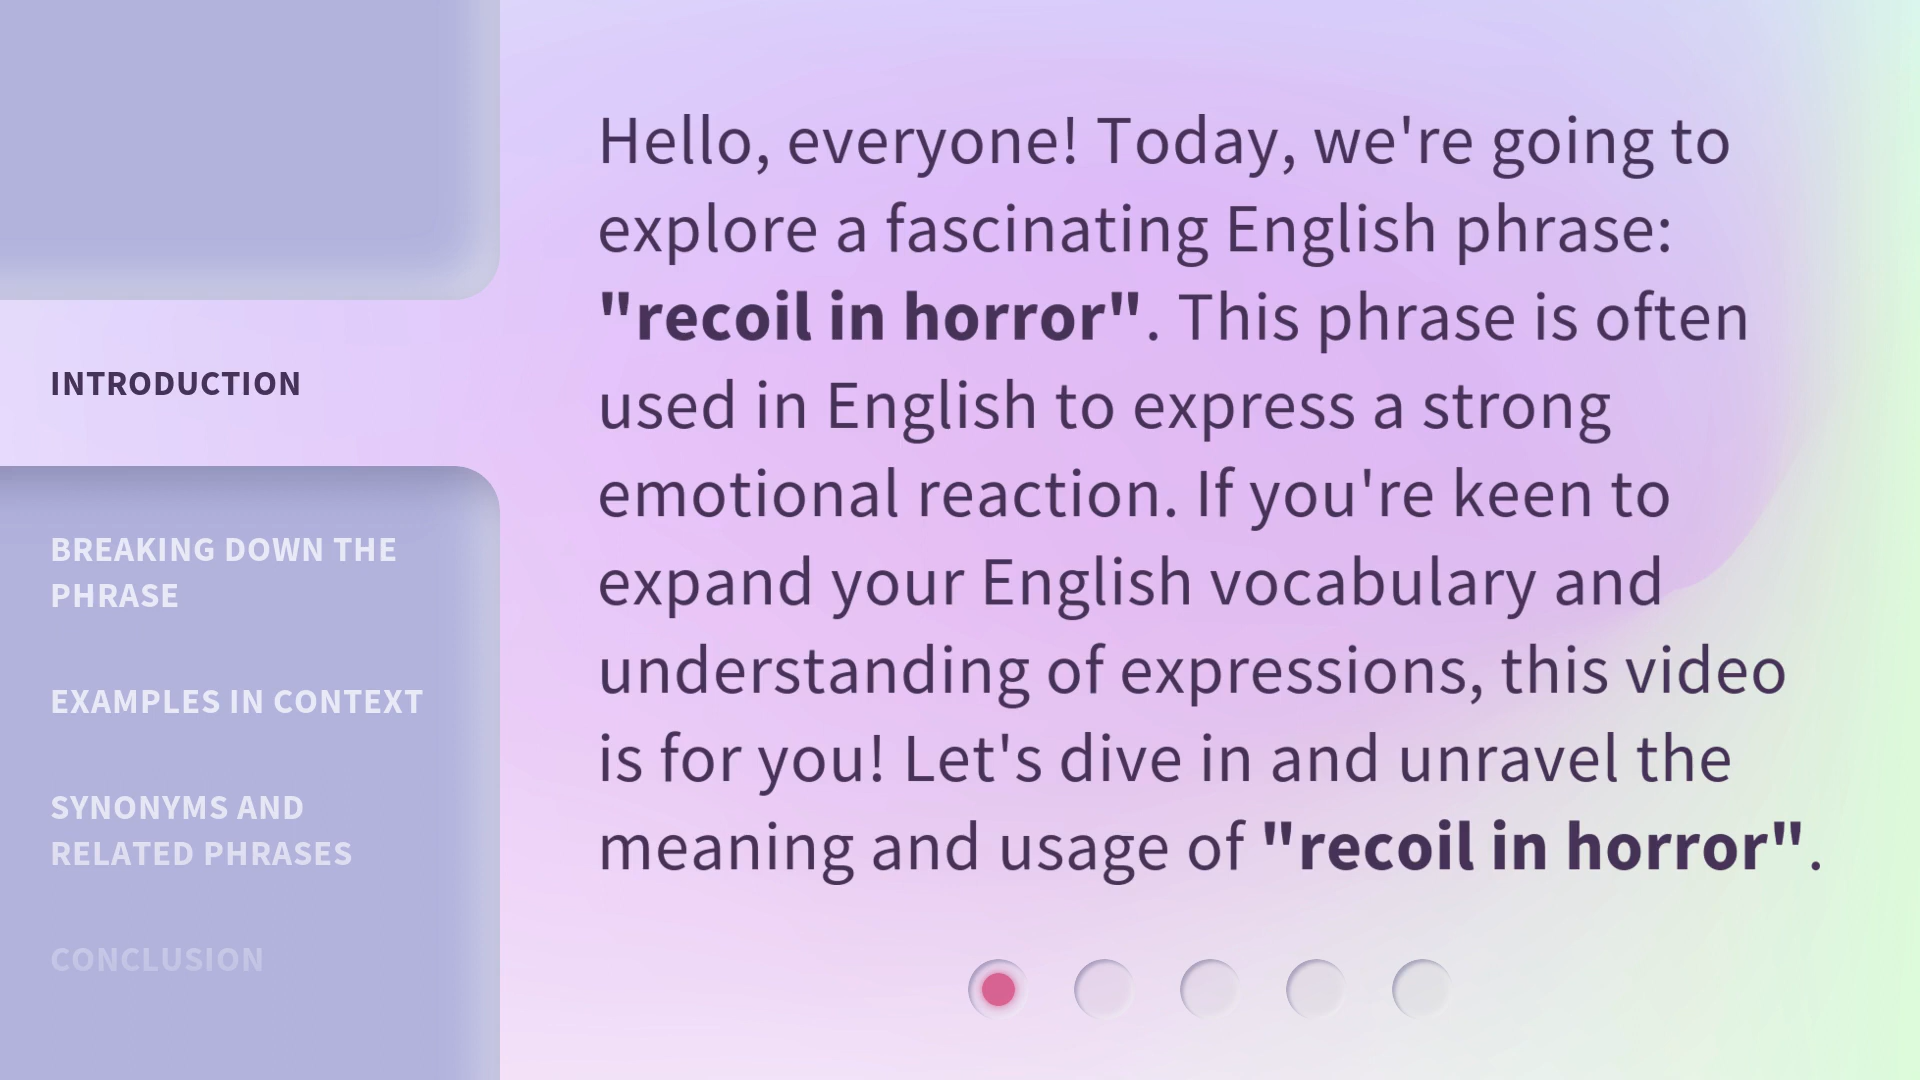 INTRODUCTION
BREAKING DOWN THE
PHRASE
EXAMPLES IN CONTEXT
SYNONYMS AND
RELATED PHRASES
CONCLUSION
Hello, everyone! Today, we're going to
explore a fascinating English phrase:
"recoil in horror". This phrase is often
used in English to express a strong
emotional reaction. If you're keen to
expand your English vocabulary and
understanding of expressions, this video
is for you! Let's dive in and unravel the
meaning and usage of "recoil in horror".